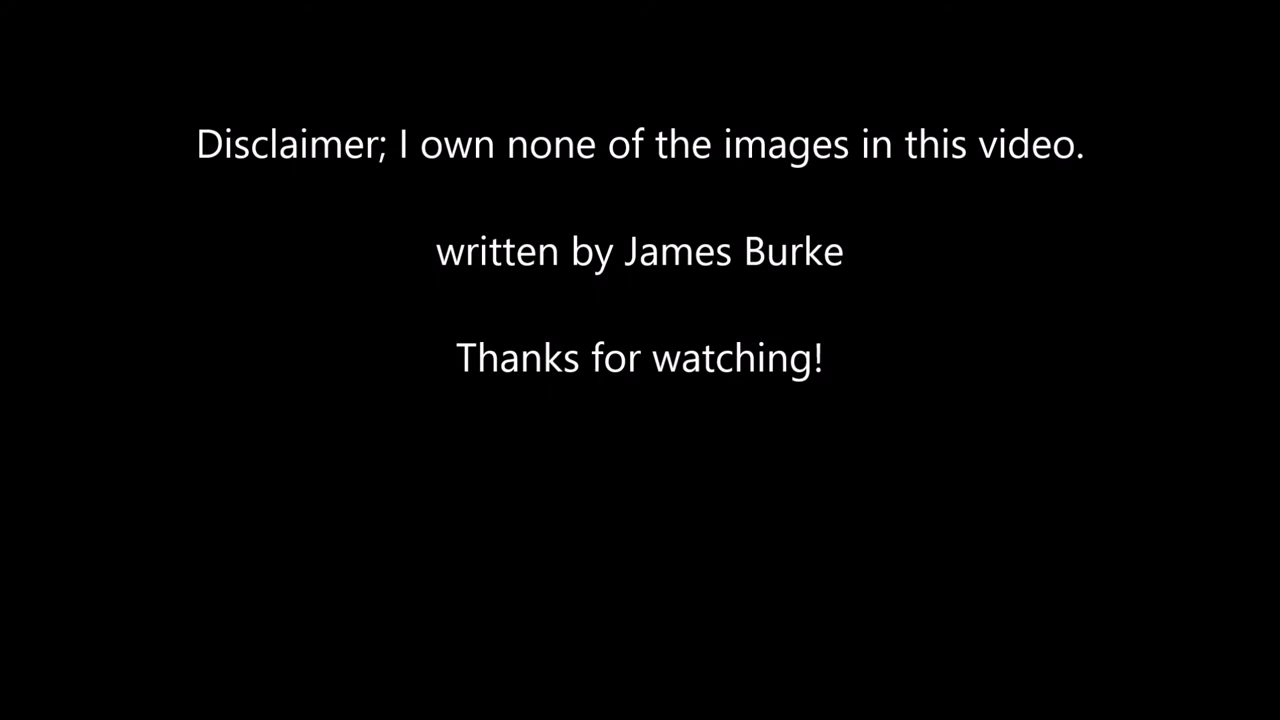 Disclaimer; I own none of the images in this video.
written by James Burke
Thanks for watching!